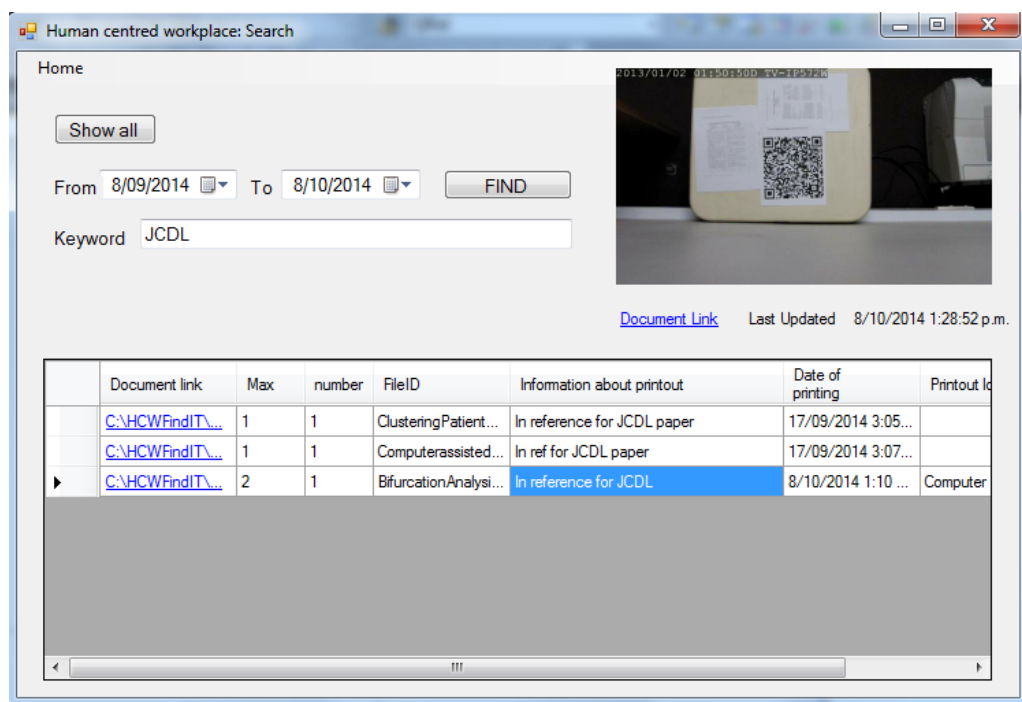 Human centred workplace: Search
Home
2013/01/02 01:50:50D TV-IP572W
Show all
From 8/09/2014 To 8/10/2014 FIND
Keyword JCDL
Document Link Last Updated 8/10/2014 1:28:52 p.m.
Document link Max number FileID Information about printout Date of printing Printout lo
C:\HCWFindIT\... 1 1 ClusteringPatient... In reference for JCDL paper 17/09/2014 3:05...
C:\HCWFindIT\... 1 1 Computerassisted... In ref for JCDL paper 17/09/2014 3:07...
C:\HCWFindIT\... 2 1 BifurcationAnalysi... In reference for JCDL 8/10/2014 1:10 ... Computer